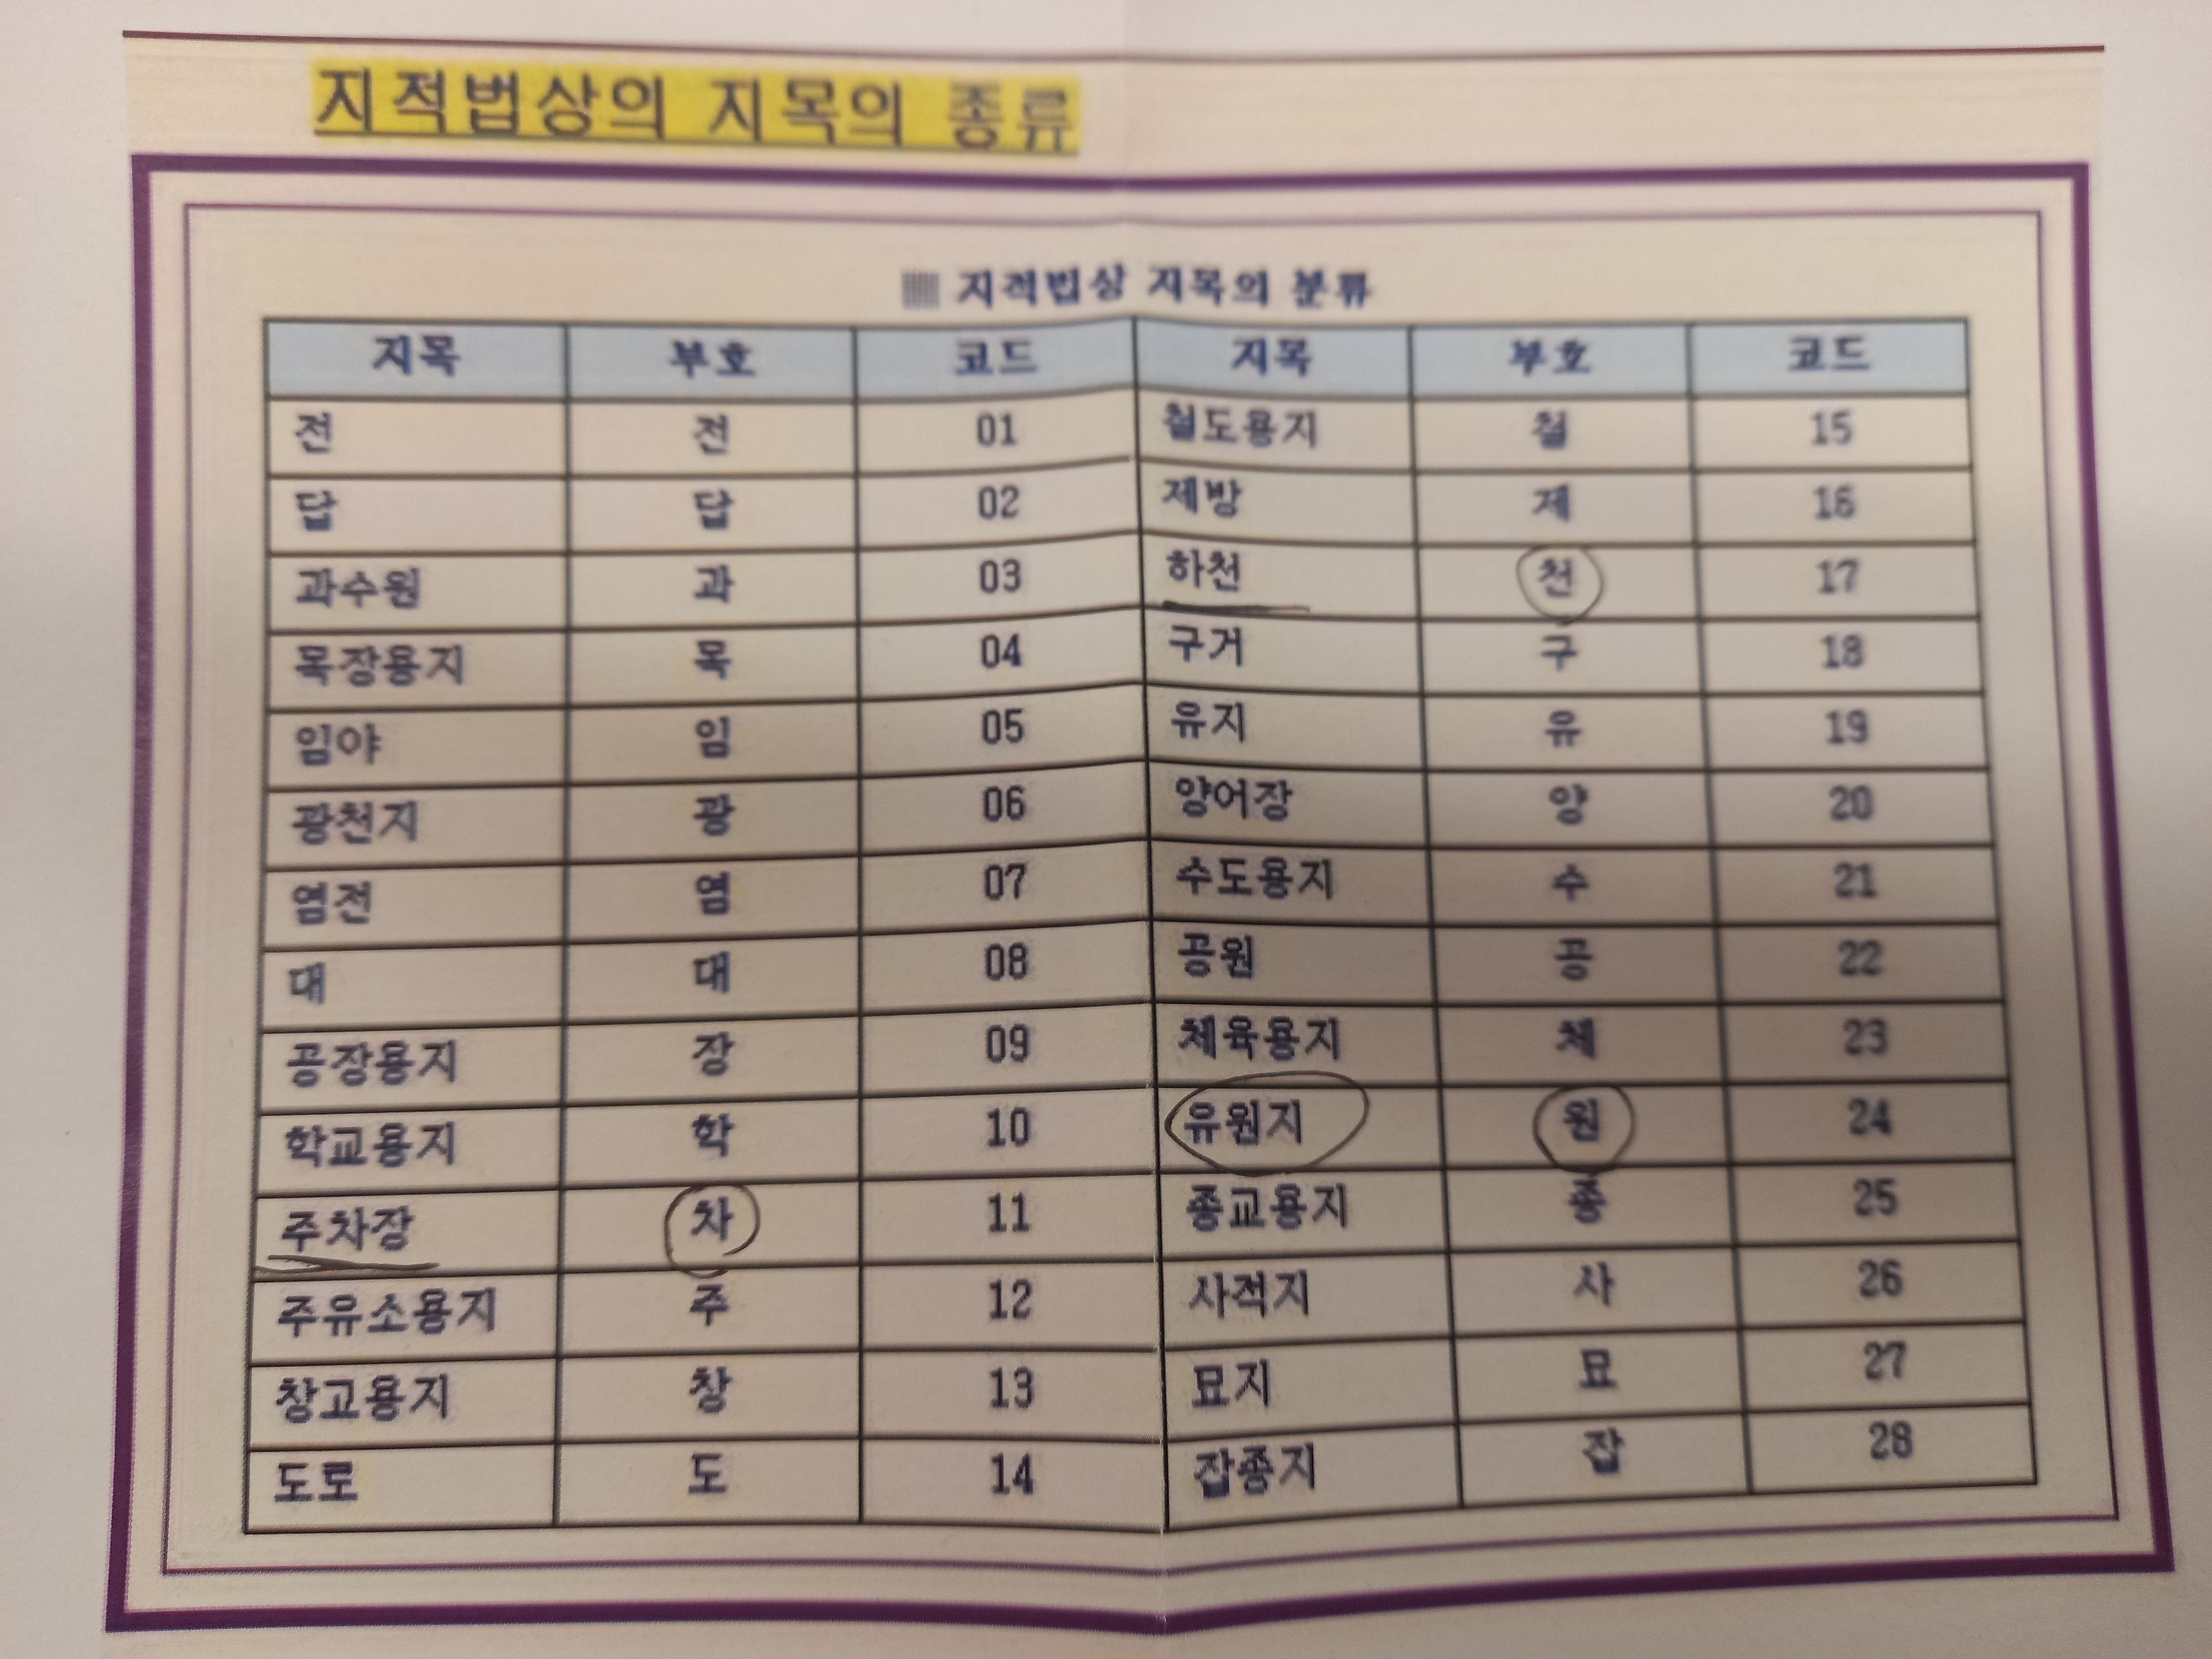 지적법상의 지목의 종류
▥ 지적법상 지목의 분류
지목 부호 코드 지목 부호 코드
전 전 01 철도용지 철 15
답 답 02 제방 제 16
과수원 과 03 하천 천 17
목장용지 목 04 구거 구 18
임야 임 05 유지 유 19
광천지 광 06 양어장 양 20
염전 염 07 수도용지 수 21
대 대 08 공원 공 22
공장용지 장 09 체육용지 체 23
학교용지 학 10 유원지 원 24
주차장 차 11 종교용지 종 25
주유소용지 주 12 사적지 사 26
창고용지 창 13 묘지 묘 27
도로 도 14 잡종지 잡 28